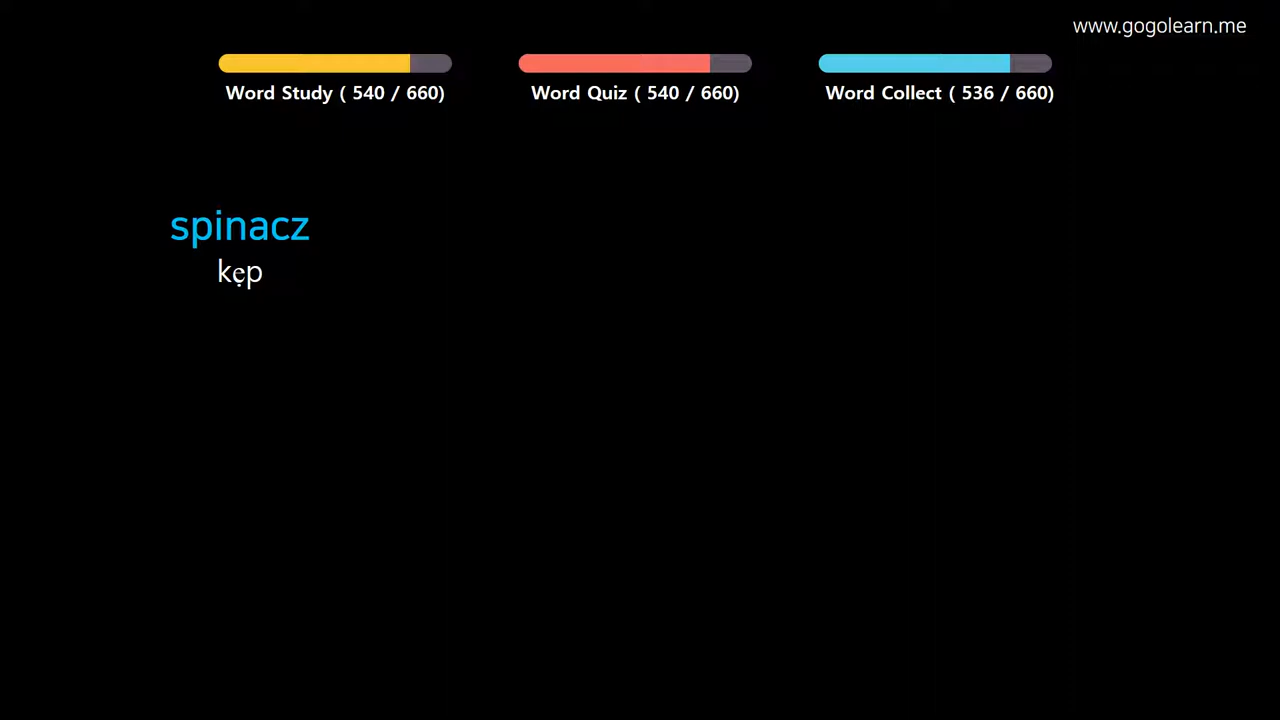 www.gogolearn.me
Word Study ( 540 / 660)
Word Quiz ( 540 / 660)
Word Collect ( 536 / 660)
spinacz
kẹp